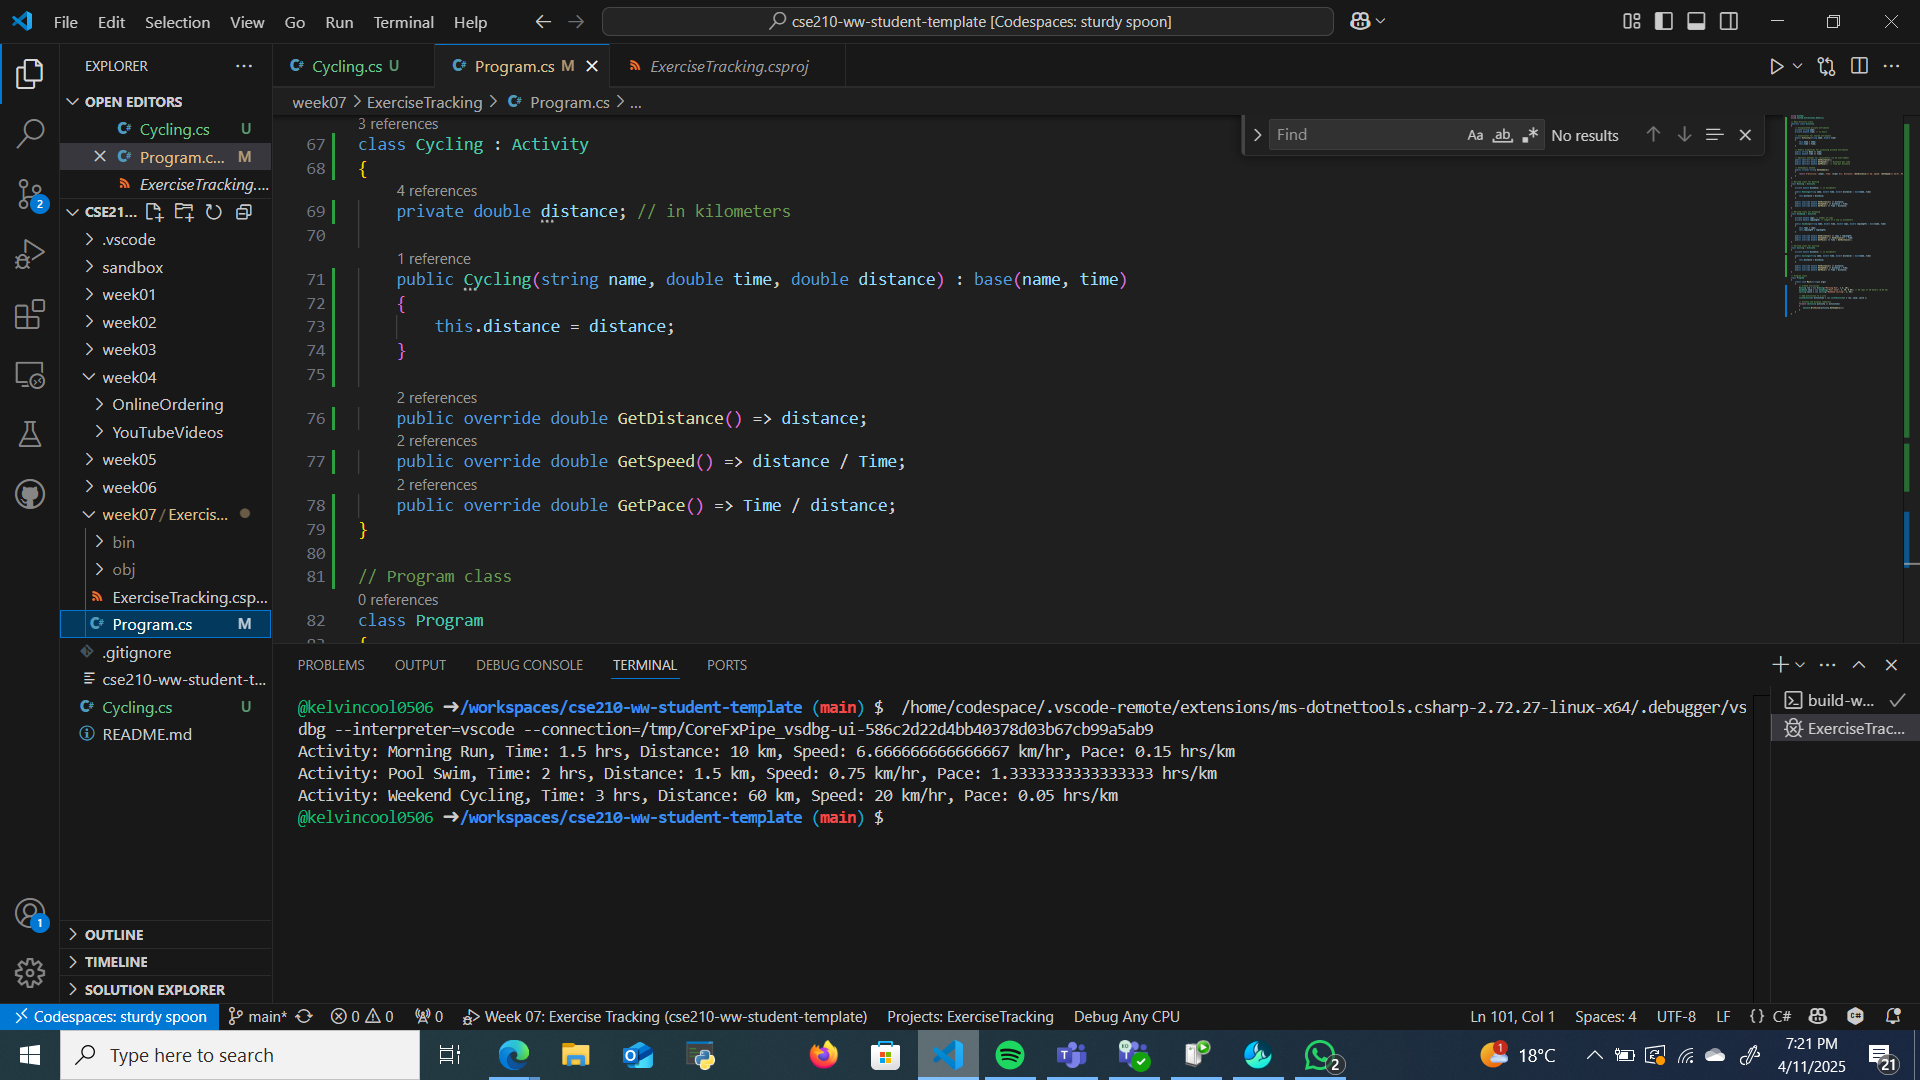 File Edit Selection View Go Run Terminal Help
cse210-ww-student-template [Codespaces: sturdy spoon]
EXPLORER
Cycling.cs U
Program.cs M
ExerciseTracking.csproj
OPEN EDITORS
Cycling.cs U
Program.c... M
ExerciseTracking....
CSE21...
.vscode
sandbox
week01
week02
week03
week04
OnlineOrdering
YouTubeVideos
week05
week06
week07 / Exercis...
bin
obj
ExerciseTracking.csp...
Program.cs M
.gitignore
cse210-ww-student-t...
Cycling.cs U
README.md
OUTLINE
TIMELINE
SOLUTION EXPLORER
week07 > ExerciseTracking > Program.cs > ...
Find Aa ab .* No results
3 references
67 class Cycling : Activity
68 {
4 references
69 private double distance; // in kilometers
70
1 reference
71 public Cycling(string name, double time, double distance) : base(name, time)
72 {
73 this.distance = distance;
74 }
75
2 references
76 public override double GetDistance() => distance;
2 references
77 public override double GetSpeed() => distance / Time;
2 references
78 public override double GetPace() => Time / distance;
79 }
80
81 // Program class
0 references
82 class Program
83 {
PROBLEMS OUTPUT DEBUG CONSOLE TERMINAL PORTS
@kelvincool0506 ➜/workspaces/cse210-ww-student-template (main) $ /home/codespace/.vscode-remote/extensions/ms-dotnettools.csharp-2.72.27-linux-x64/.debugger/vs
dbg --interpreter=vscode --connection=/tmp/CoreFxPipe_vsdbg-ui-586c2d22d4bb40378d03b67cb99a5ab9
Activity: Morning Run, Time: 1.5 hrs, Distance: 10 km, Speed: 6.666666666666667 km/hr, Pace: 0.15 hrs/km
Activity: Pool Swim, Time: 2 hrs, Distance: 1.5 km, Speed: 0.75 km/hr, Pace: 1.3333333333333333 hrs/km
Activity: Weekend Cycling, Time: 3 hrs, Distance: 60 km, Speed: 20 km/hr, Pace: 0.05 hrs/km
@kelvincool0506 ➜/workspaces/cse210-ww-student-template (main) $
build-w...
ExerciseTrac...
2
1
Codespaces: sturdy spoon main* 0 0 0 Week 07: Exercise Tracking (cse210-ww-student-template) Projects: ExerciseTracking Debug Any CPU Ln 101, Col 1 Spaces: 4 UTF-8 LF {} C#
Type here to search
2
1
18°C
7:21 PM
4/11/2025
21